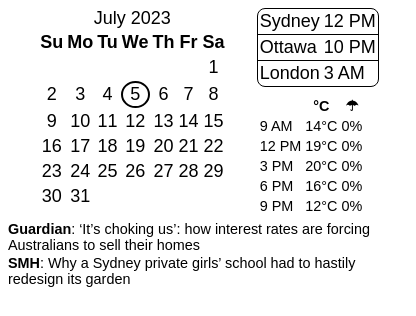 July 2023
Su Mo Tu We Th Fr Sa
1
2 3 4 5 6 7 8
9 10 11 12 13 14 15
16 17 18 19 20 21 22
23 24 25 26 27 28 29
30 31
Sydney 12 PM
Ottawa 10 PM
London 3 AM
°C ☂
9 AM 14°C 0%
12 PM 19°C 0%
3 PM 20°C 0%
6 PM 16°C 0%
9 PM 12°C 0%
Guardian: ‘It’s choking us’: how interest rates are forcing
Australians to sell their homes
SMH: Why a Sydney private girls’ school had to hastily
redesign its garden